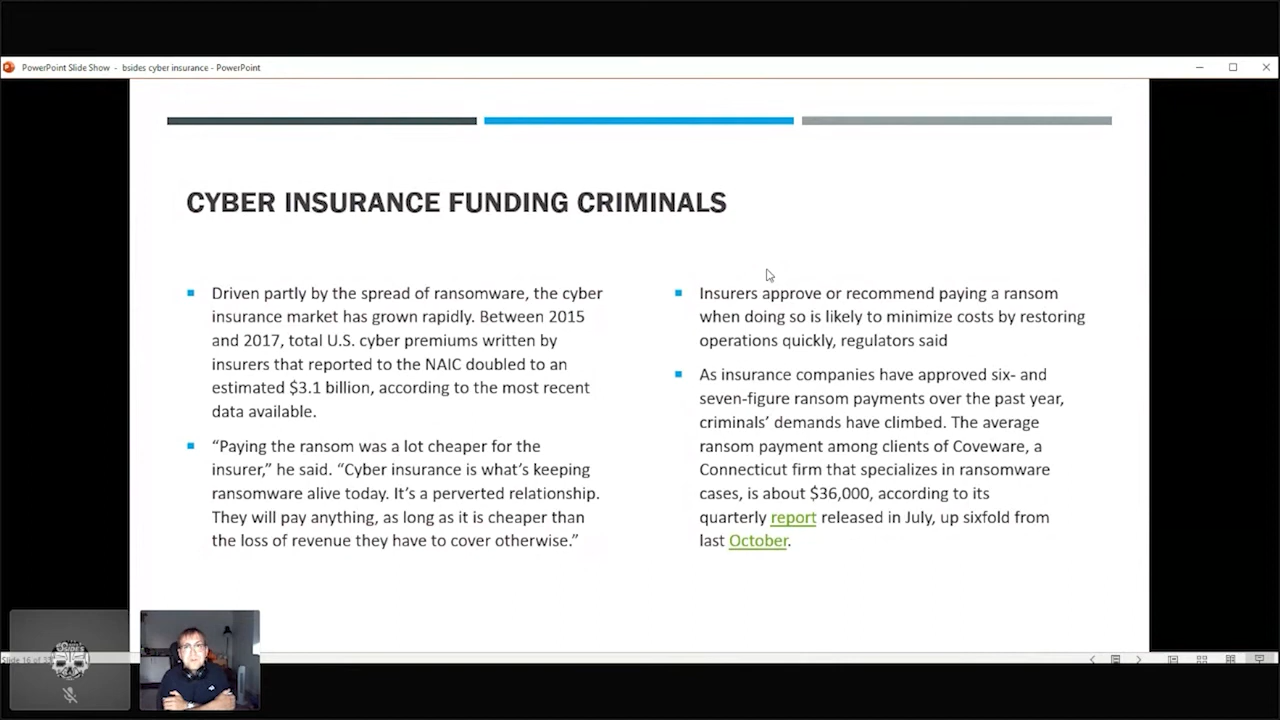 PowerPoint Slide Show - bsides cyber insurance - PowerPoint
CYBER INSURANCE FUNDING CRIMINALS
Driven partly by the spread of ransomware, the cyber
insurance market has grown rapidly. Between 2015
and 2017, total U.S. cyber premiums written by
insurers that reported to the NAIC doubled to an
estimated $3.1 billion, according to the most recent
data available.
“Paying the ransom was a lot cheaper for the
insurer,” he said. “Cyber insurance is what’s keeping
ransomware alive today. It’s a perverted relationship.
They will pay anything, as long as it is cheaper than
the loss of revenue they have to cover otherwise.”
Insurers approve or recommend paying a ransom
when doing so is likely to minimize costs by restoring
operations quickly, regulators said
As insurance companies have approved six- and
seven-figure ransom payments over the past year,
criminals’ demands have climbed. The average
ransom payment among clients of Coveware, a
Connecticut firm that specializes in ransomware
cases, is about $36,000, according to its
quarterly report released in July, up sixfold from
last October.
Slide 16 of